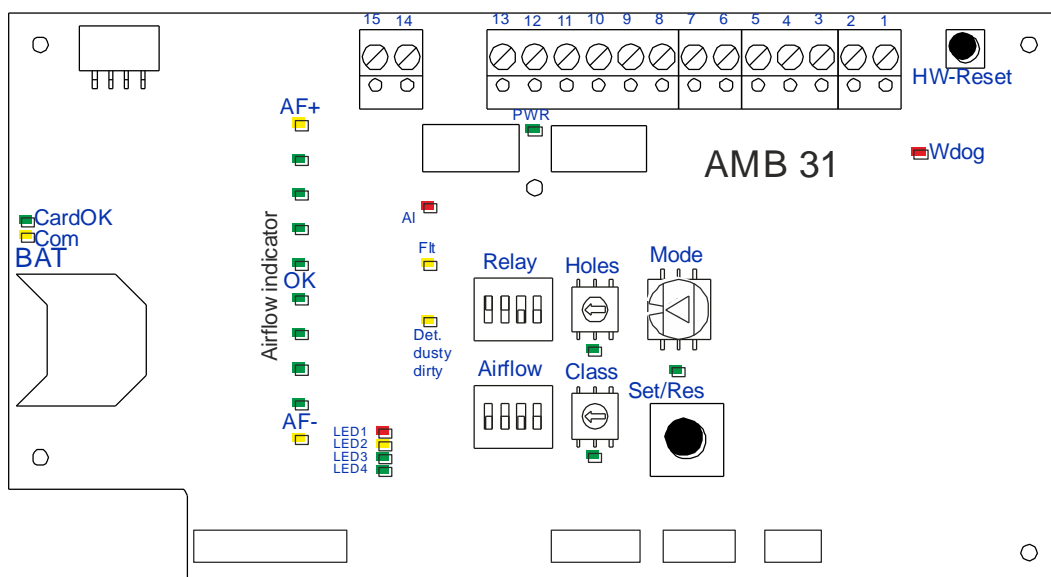 15 14
13 12 11 10 9 8 7 6 5 4 3 2 1
HW-Reset
AF+
PWR
AMB 31
Wdog
CardOK
Com
BAT
Airflow indicator
Al
Flt
OK
Relay
Holes
Mode
Det.
dusty
dirty
Airflow
Class
Set/Res
AF-
LED1
LED2
LED3
LED4